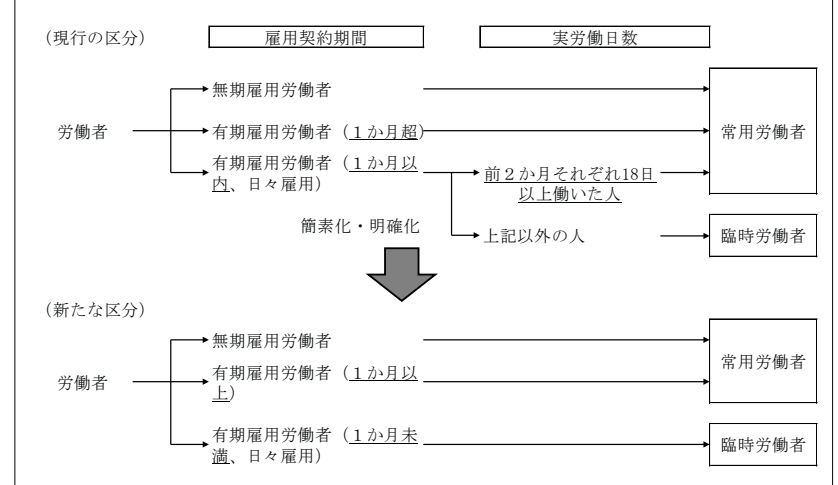 （現行の区分）
雇用契約期間
実労働日数
無期雇用労働者
労働者
有期雇用労働者（１か月超）
常用労働者
有期雇用労働者（１か月以
内、日々雇用）
前２か月それぞれ18日
以上働いた人
簡素化・明確化
上記以外の人
臨時労働者
（新たな区分）
無期雇用労働者
労働者
有期雇用労働者（１か月以
上）
常用労働者
有期雇用労働者（１か月未
満、日々雇用）
臨時労働者